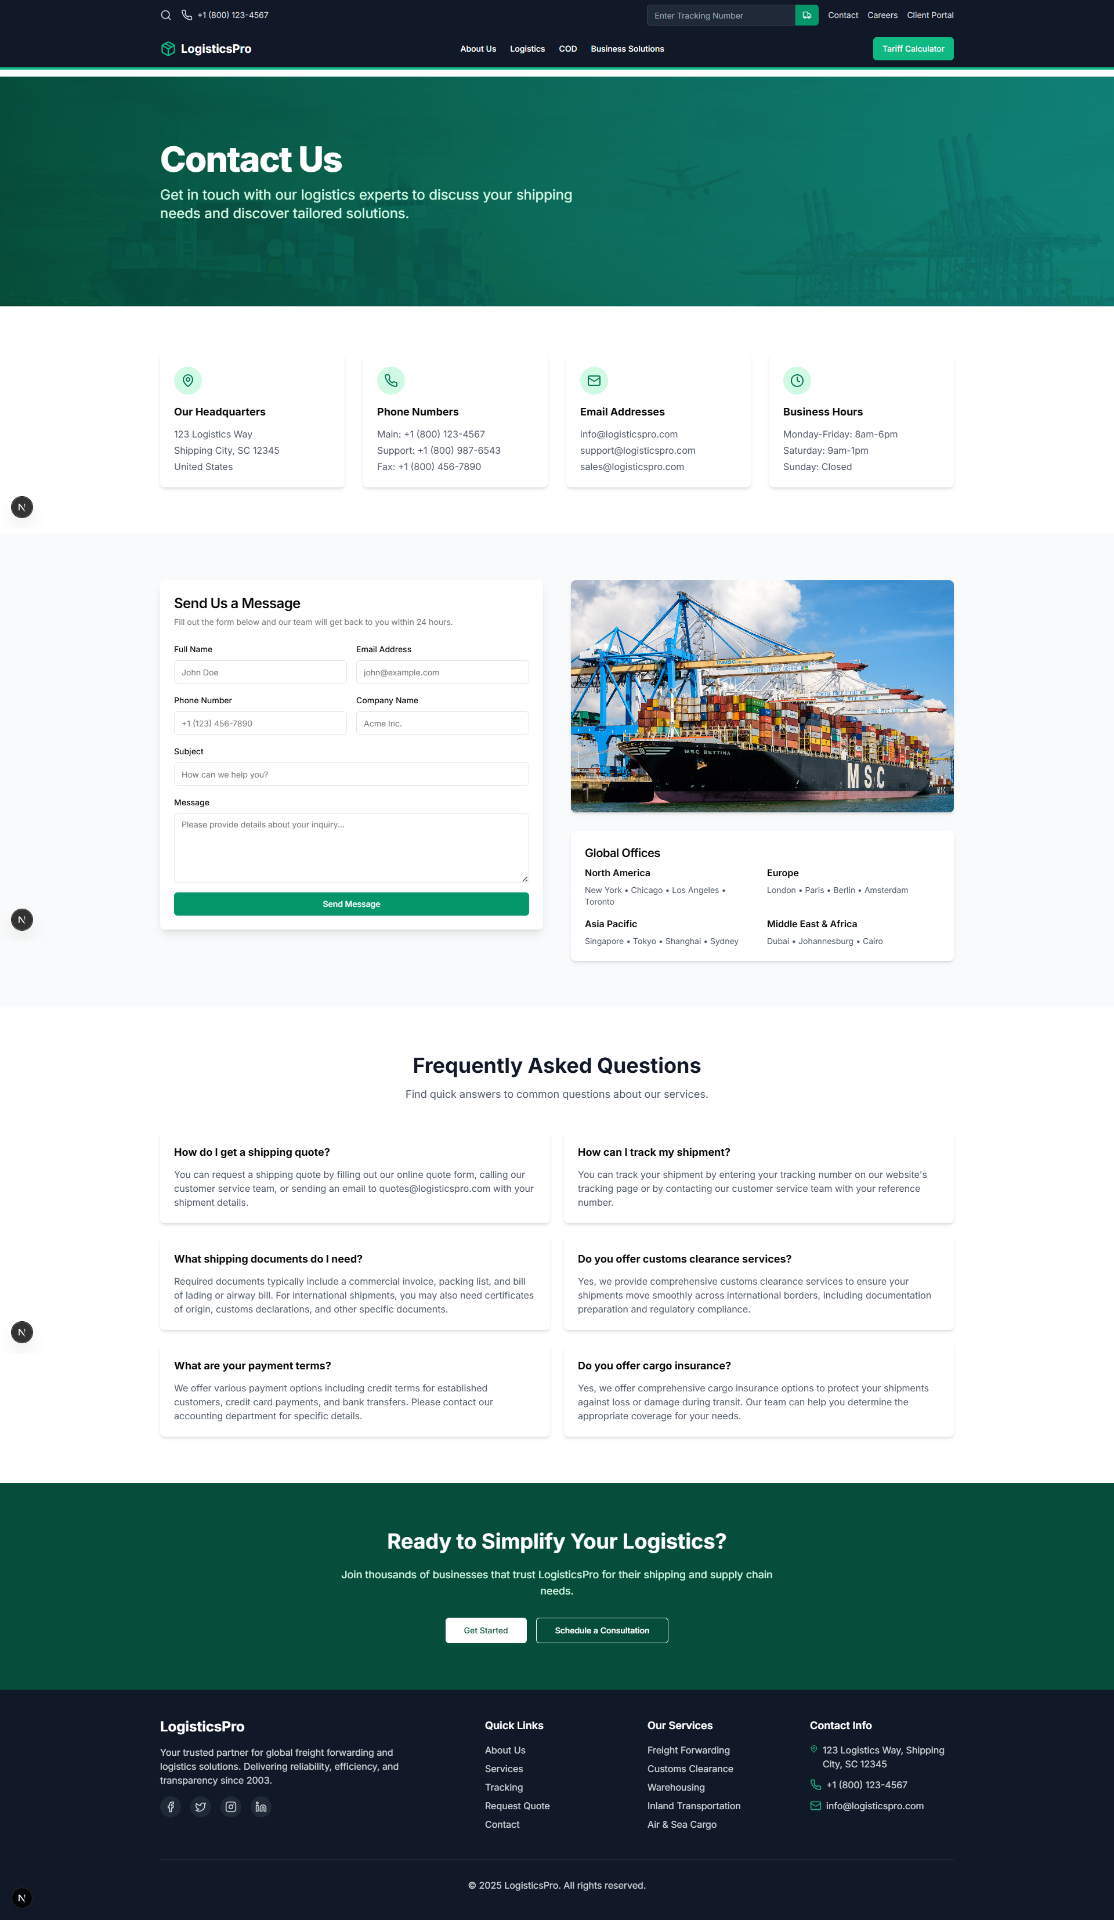 +1 (800) 123-4567
Enter Tracking Number
Contact
Careers
Client Portal
LogisticsPro
About Us
Logistics
COD
Business Solutions
Tariff Calculator
Contact Us
Get in touch with our logistics experts to discuss your shipping
needs and discover tailored solutions.
Our Headquarters
123 Logistics Way
Shipping City, SC 12345
United States
Phone Numbers
Main: +1 (800) 123-4567
Support: +1 (800) 987-6543
Fax: +1 (800) 456-7890
Email Addresses
info@logisticspro.com
support@logisticspro.com
sales@logisticspro.com
Business Hours
Monday-Friday: 8am-6pm
Saturday: 9am-1pm
Sunday: Closed
N
Send Us a Message
Fill out the form below and our team will get back to you within 24 hours.
Full Name
Email Address
John Doe
john@example.com
Phone Number
Company Name
+1 (123) 456-7890
Acme Inc.
Subject
How can we help you?
Message
Please provide details about your inquiry...
Send Message
MSC BETTINA
MSC
Global Offices
North America
New York • Chicago • Los Angeles •
Toronto
Europe
London • Paris • Berlin • Amsterdam
Asia Pacific
Singapore • Tokyo • Shanghai • Sydney
Middle East & Africa
Dubai • Johannesburg • Cairo
N
Frequently Asked Questions
Find quick answers to common questions about our services.
How do I get a shipping quote?
You can request a shipping quote by filling out our online quote form, calling our
customer service team, or sending an email to quotes@logisticspro.com with your
shipment details.
How can I track my shipment?
You can track your shipment by entering your tracking number on our website's
tracking page or by contacting our customer service team with your reference
number.
What shipping documents do I need?
Required documents typically include a commercial invoice, packing list, and bill
of lading or airway bill. For international shipments, you may also need certificates
of origin, customs declarations, and other specific documents.
Do you offer customs clearance services?
Yes, we provide comprehensive customs clearance services to ensure your
shipments move smoothly across international borders, including documentation
preparation and regulatory compliance.
N
What are your payment terms?
We offer various payment options including credit terms for established
customers, credit card payments, and bank transfers. Please contact our
accounting department for specific details.
Do you offer cargo insurance?
Yes, we offer comprehensive cargo insurance options to protect your shipments
against loss or damage during transit. Our team can help you determine the
appropriate coverage for your needs.
Ready to Simplify Your Logistics?
Join thousands of businesses that trust LogisticsPro for their shipping and supply chain
needs.
Get Started
Schedule a Consultation
LogisticsPro
Your trusted partner for global freight forwarding and
logistics solutions. Delivering reliability, efficiency, and
transparency since 2003.
Quick Links
About Us
Services
Tracking
Request Quote
Contact
Our Services
Freight Forwarding
Customs Clearance
Warehousing
Inland Transportation
Air & Sea Cargo
Contact Info
123 Logistics Way, Shipping
City, SC 12345
+1 (800) 123-4567
info@logisticspro.com
© 2025 LogisticsPro. All rights reserved.
N